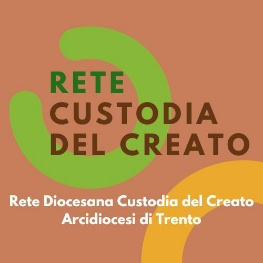 RETE
CUSTODIA
DEL CREATO
Rete Diocesana Custodia del Creato
Arcidiocesi di Trento